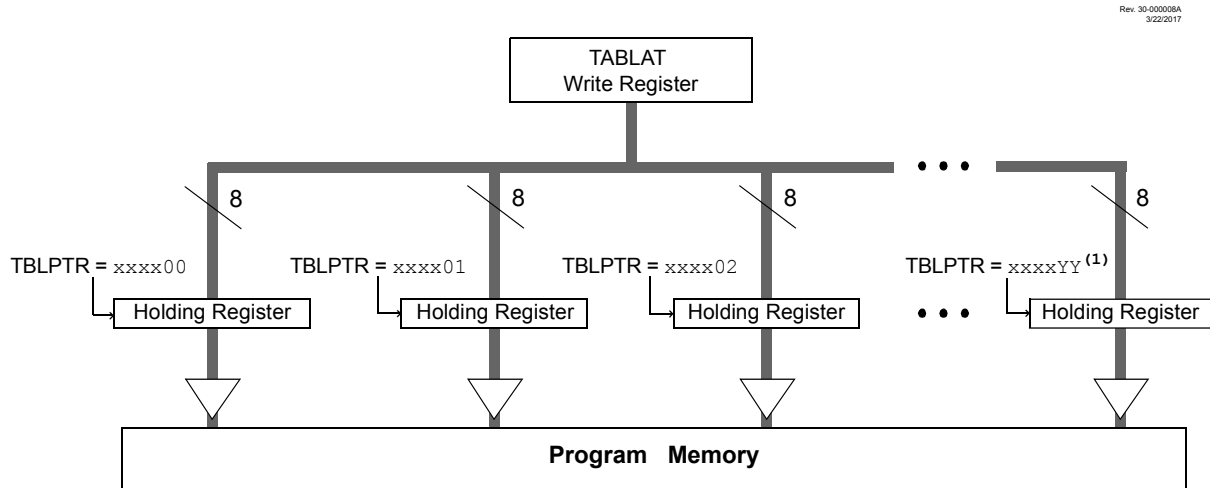 Rev. 30-000008A
3/22/2017
TABLAT
Write Register
8 8 8 8
TBLPTR = xxxx00 TBLPTR = xxxx01 TBLPTR = xxxx02 TBLPTR = xxxxYY(1)
Holding Register Holding Register Holding Register Holding Register
Program Memory